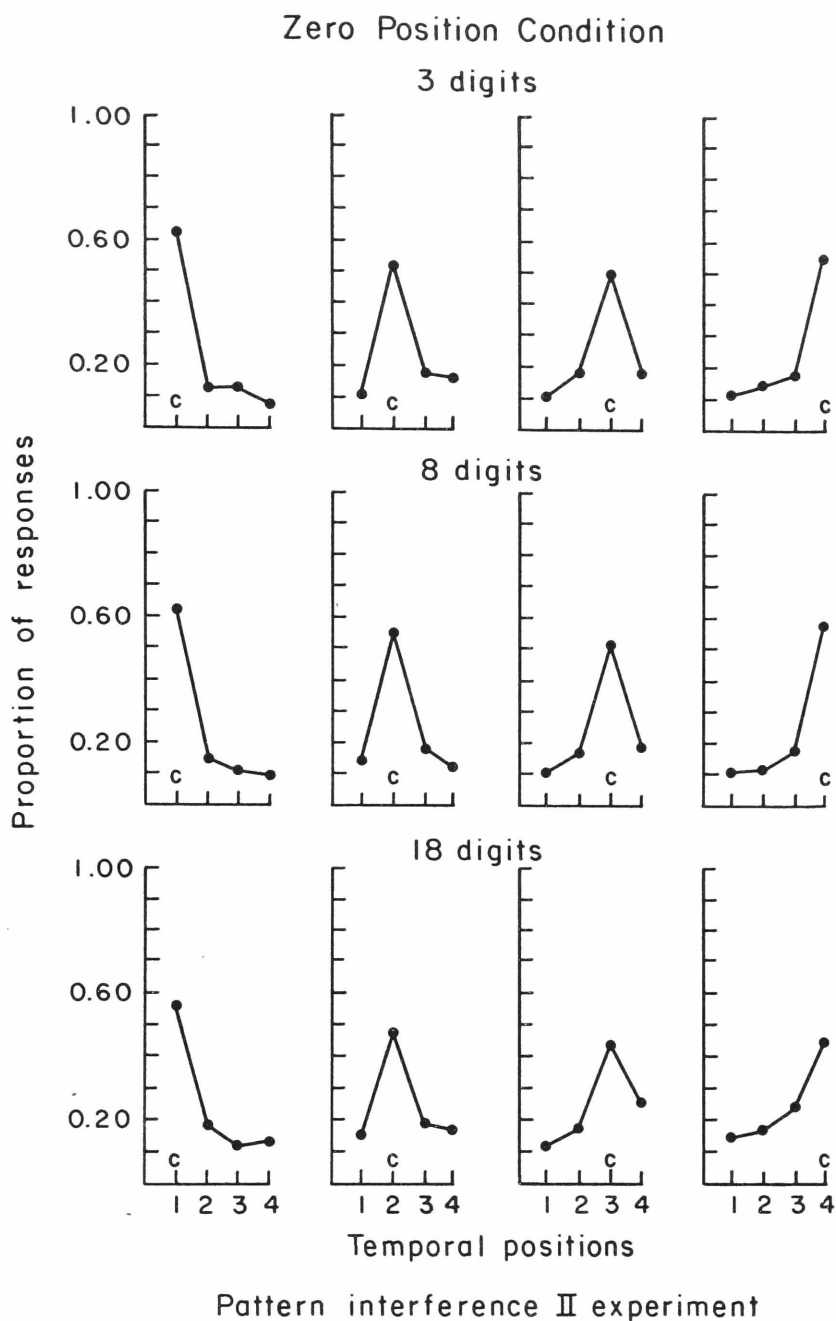 Zero Position Condition
3 digits
1.00
0.60
0.20
C C C C
8 digits
1.00
0.60
0.20
C C C C
18 digits
1.00
0.60
0.20
C C C C
1 2 3 4 1 2 3 4 1 2 3 4 1 2 3 4
Proportion of responses
Temporal positions
Pattern interference II experiment